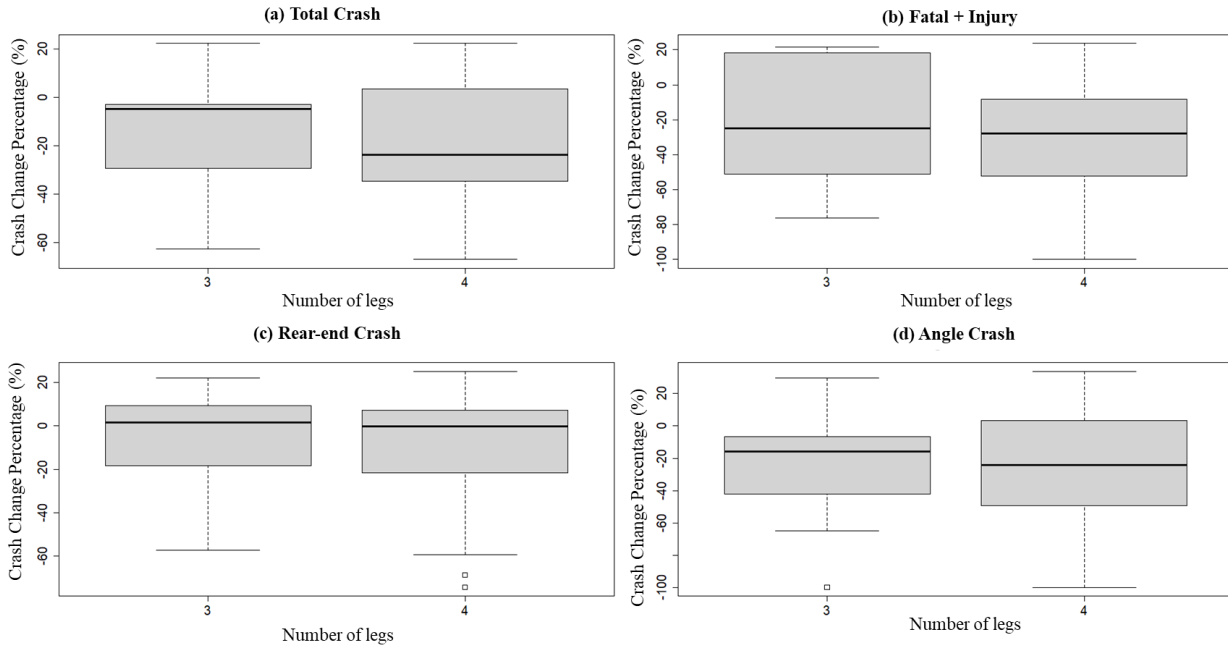 (a) Total Crash
Crash Change Percentage (%)
20
0
-20
-40
-60
3
4
Number of legs
(b) Fatal + Injury
Crash Change Percentage (%)
20
0
-20
-40
-60
-80
-100
3
4
Number of legs
(c) Rear-end Crash
Crash Change Percentage (%)
20
0
-20
-40
-60
3
4
Number of legs
(d) Angle Crash
Crash Change Percentage (%)
20
0
-20
-40
-60
-100
3
4
Number of legs